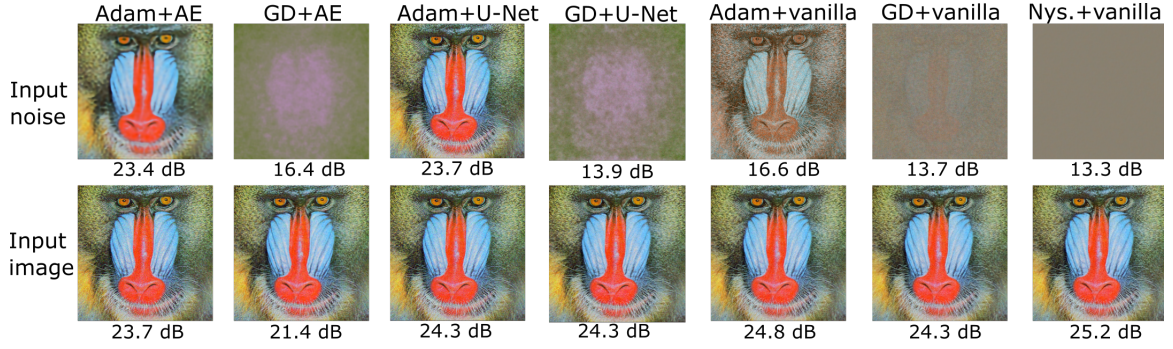 Adam+AE GD+AE Adam+U-Net GD+U-Net Adam+vanilla GD+vanilla Nys.+vanilla
Input
noise
23.4 dB 16.4 dB 23.7 dB 13.9 dB 16.6 dB 13.7 dB 13.3 dB
Input
image
23.7 dB 21.4 dB 24.3 dB 24.3 dB 24.8 dB 24.3 dB 25.2 dB